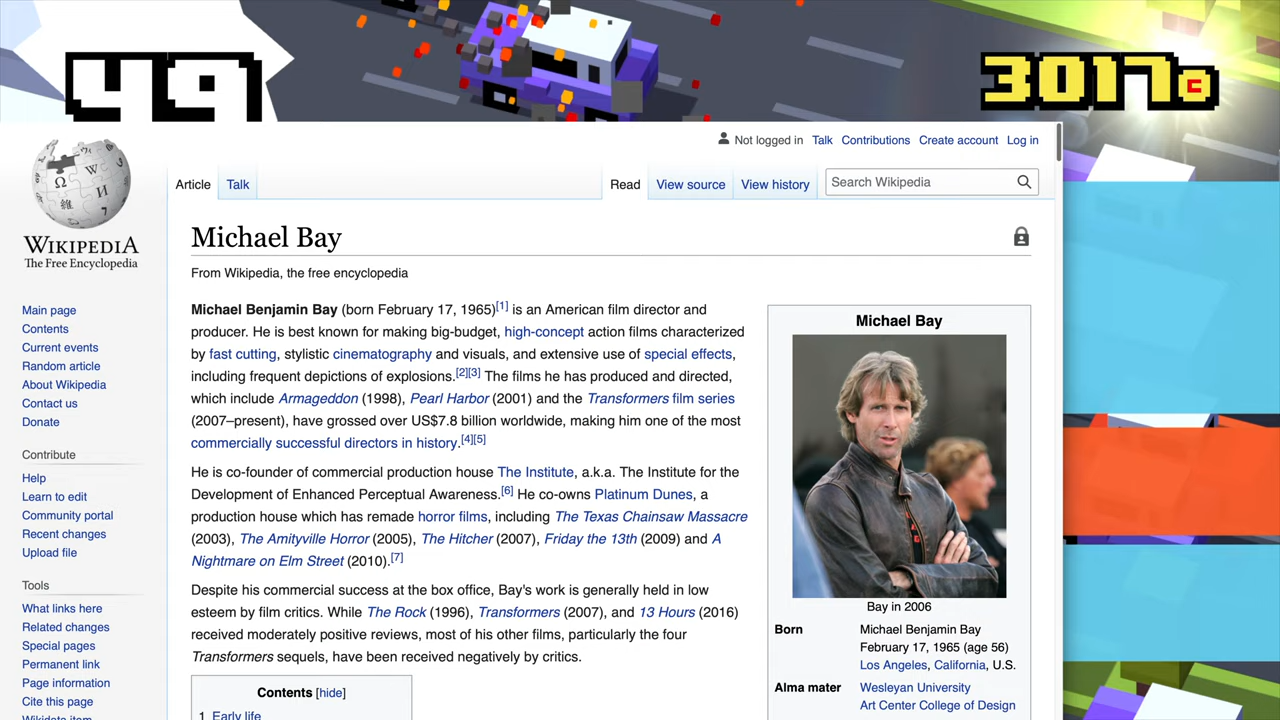 49
3017c
Not logged in Talk Contributions Create account Log in
WIKIPEDIA
The Free Encyclopedia
Article Talk Read View source View history Search Wikipedia
Michael Bay
From Wikipedia, the free encyclopedia
Michael Benjamin Bay (born February 17, 1965)[1] is an American film director and
producer. He is best known for making big-budget, high-concept action films characterized
by fast cutting, stylistic cinematography and visuals, and extensive use of special effects,
including frequent depictions of explosions.[2][3] The films he has produced and directed,
which include Armageddon (1998), Pearl Harbor (2001) and the Transformers film series
(2007–present), have grossed over US$7.8 billion worldwide, making him one of the most
commercially successful directors in history.[4][5]
He is co-founder of commercial production house The Institute, a.k.a. The Institute for the
Development of Enhanced Perceptual Awareness.[6] He co-owns Platinum Dunes, a
production house which has remade horror films, including The Texas Chainsaw Massacre
(2003), The Amityville Horror (2005), The Hitcher (2007), Friday the 13th (2009) and A
Nightmare on Elm Street (2010).[7]
Despite his commercial success at the box office, Bay's work is generally held in low
esteem by film critics. While The Rock (1996), Transformers (2007), and 13 Hours (2016)
received moderately positive reviews, most of his other films, particularly the four
Transformers sequels, have been received negatively by critics.
Contents [hide]
1 Early life
Michael Bay
Bay in 2006
Born Michael Benjamin Bay
February 17, 1965 (age 56)
Los Angeles, California, U.S.
Alma mater Wesleyan University
Art Center College of Design
Main page
Contents
Current events
Random article
About Wikipedia
Contact us
Donate
Contribute
Help
Learn to edit
Community portal
Recent changes
Upload file
Tools
What links here
Related changes
Special pages
Permanent link
Page information
Cite this page
Wikidata item